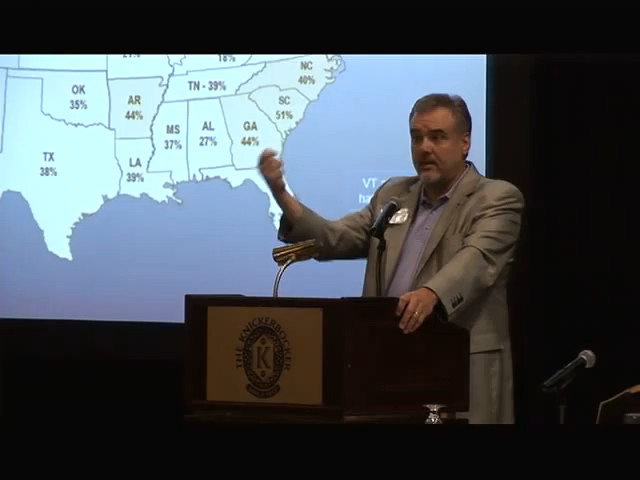 18%
NC
40%
OK
35%
TN - 39%
AR
44%
SC
51%
MS
37%
AL
27%
GA
44%
TX
38%
LA
39%
VT
THE KNICKERBOCKER
K